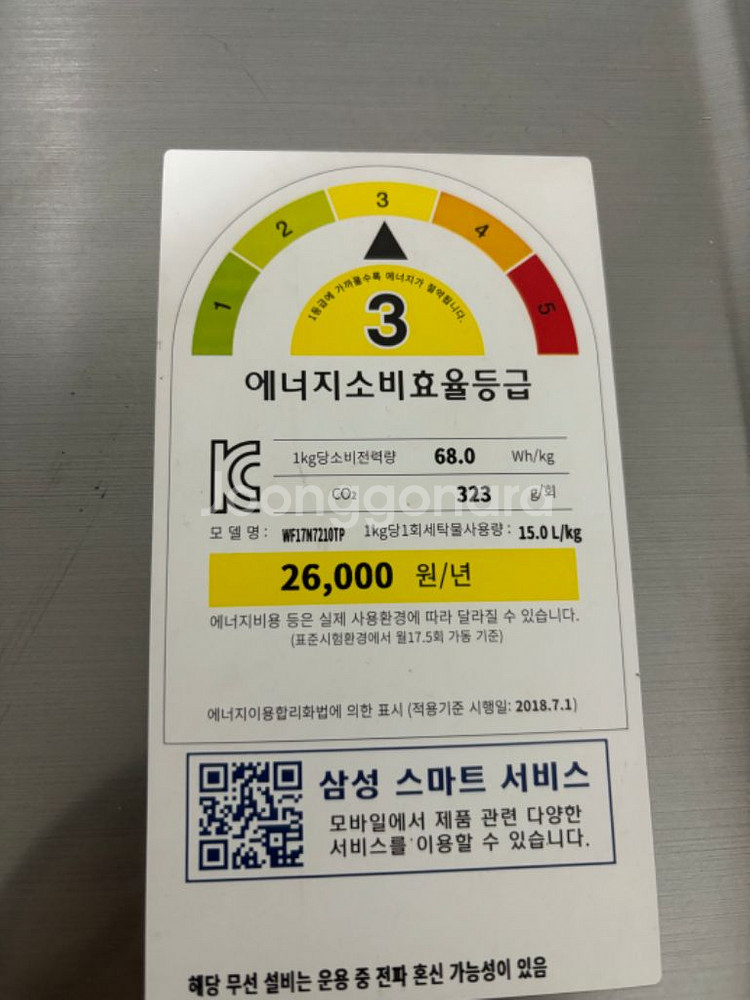 1 2 3 4 5
1등급에 가까울수록 에너지가 절약됩니다.
3
에너지소비효율등급
1kg당소비전력량 68.0 Wh/kg
CO₂ 323 g/회
Joonggonara
모델명: WF17N7210TP 1kg당1회세탁물사용량: 15.0 L/kg
26,000 원/년
에너지비용 등은 실제 사용환경에 따라 달라질 수 있습니다.
(표준시험환경에서 월17.5회 가동 기준)
에너지이용합리화법에 의한 표시 (적용기준 시행일: 2018.7.1)
삼성 스마트 서비스
모바일에서 제품 관련 다양한
서비스를 이용할 수 있습니다.
해당 무선 설비는 운용 중 전파 혼신 가능성이 있음